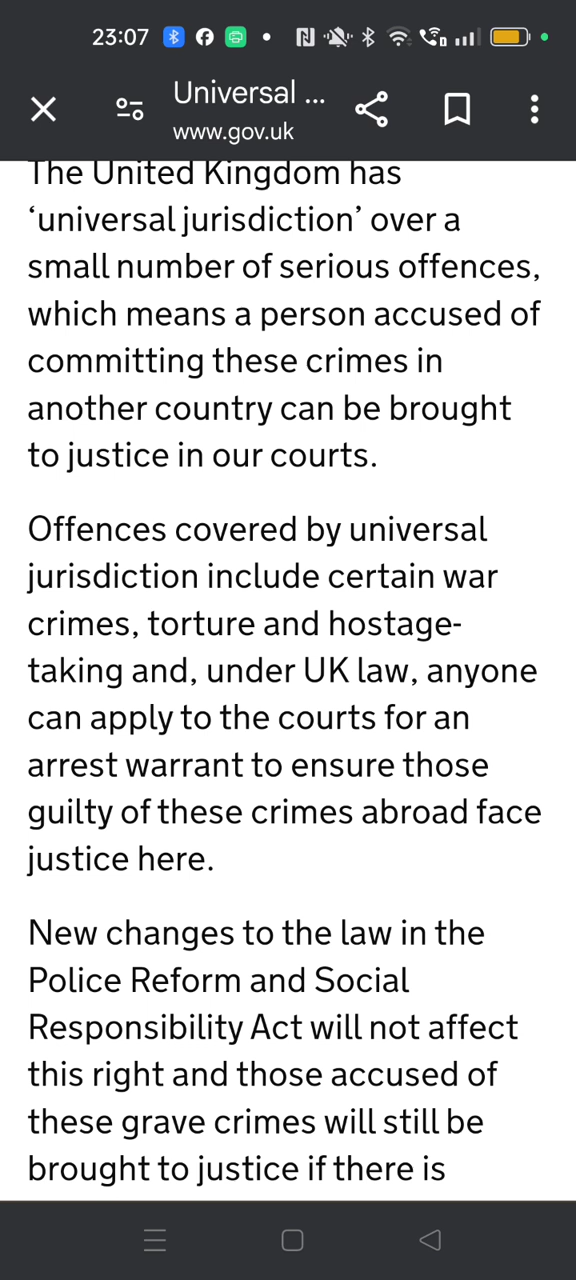 23:07
Universal ...
www.gov.uk
The United Kingdom has
‘universal jurisdiction’ over a
small number of serious offences,
which means a person accused of
committing these crimes in
another country can be brought
to justice in our courts.
Offences covered by universal
jurisdiction include certain war
crimes, torture and hostage-
taking and, under UK law, anyone
can apply to the courts for an
arrest warrant to ensure those
guilty of these crimes abroad face
justice here.
New changes to the law in the
Police Reform and Social
Responsibility Act will not affect
this right and those accused of
these grave crimes will still be
brought to justice if there is